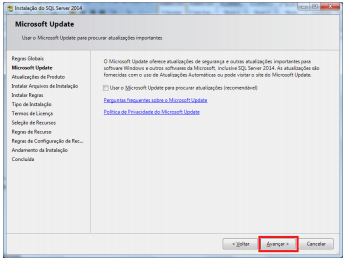 Instalação do SQL Server 2014
Microsoft Update
Usar o Microsoft Update para procurar atualizações importantes
Regras Globais
Microsoft Update
Atualizações de Produto
Instalar Arquivos de Instalação
Instalar Regras
Tipo de Instalação
Termos de Licença
Seleção de Recursos
Regras de Recurso
Regras de Configuração de Rec...
Andamento da Instalação
Concluída
O Microsoft Update oferece atualizações de segurança e outras atualizações importantes para
software Windows e outros softwares da Microsoft, inclusive SQL Server 2014. As atualizações são
fornecidas com o uso de Atualizações Automáticas ou pode visitar o site do Microsoft Update.
Usar o Microsoft Update para procurar atualizações (recomendável)
Perguntas frequentes sobre o Microsoft Update
Política de Privacidade do Microsoft Update
< Voltar
Avançar >
Cancelar